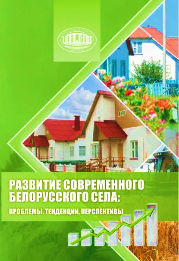 РАЗВИТИЕ СОВРЕМЕННОГО
БЕЛОРУССКОГО СЕЛА:
ПРОБЛЕМЫ, ТЕНДЕНЦИИ, ПЕРСПЕКТИВЫ